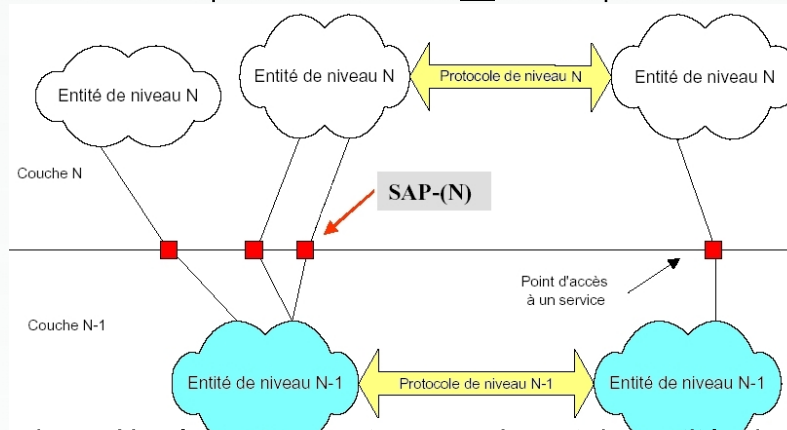 Entité de niveau N
Entité de niveau N
Protocole de niveau N
Entité de niveau N
Couche N
SAP-(N)
Point d'accès
à un service
Couche N-1
Entité de niveau N-1
Protocole de niveau N-1
Entité de niveau N-1